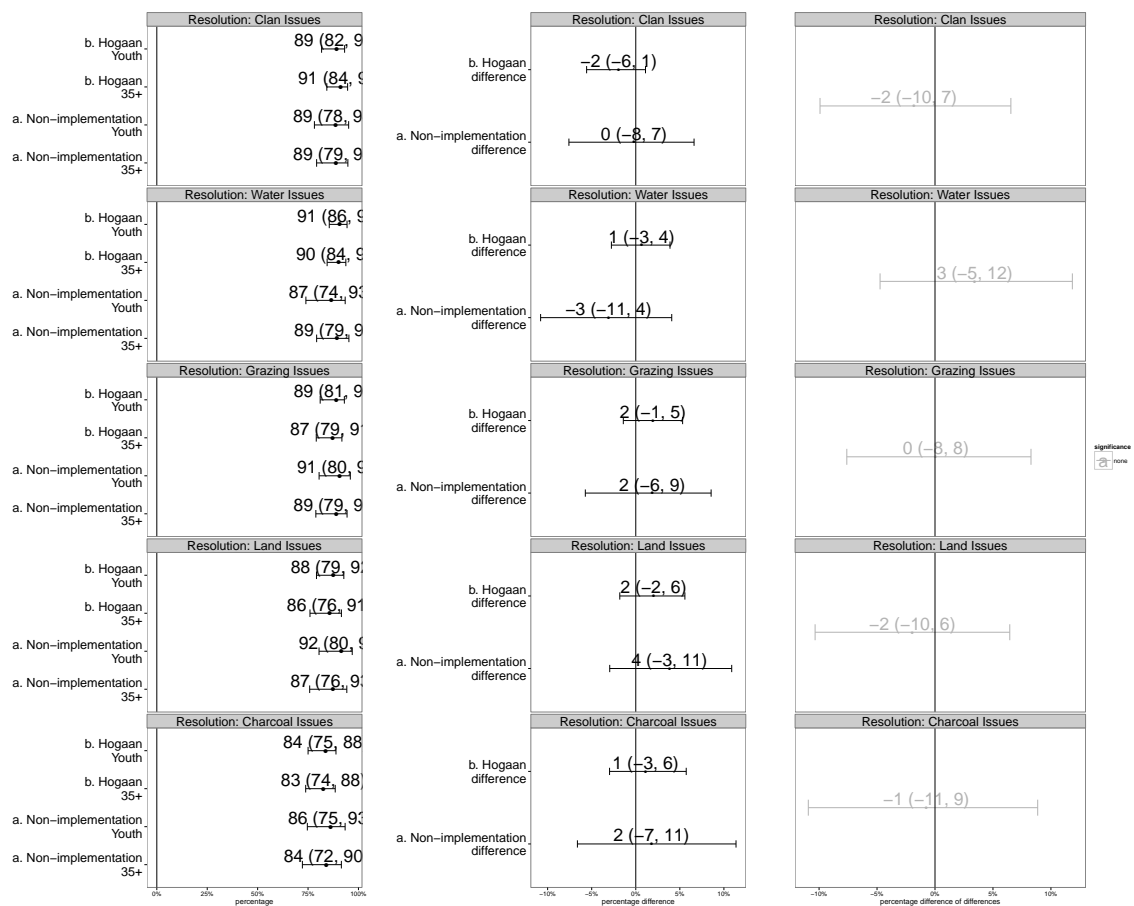 Resolution: Clan Issues
b. Hogaan
Youth
89 (82, 9
b. Hogaan
35+
91 (84, 9
a. Non−implementation
Youth
89 (78, 9
a. Non−implementation
35+
89 (79, 9
Resolution: Water Issues
b. Hogaan
Youth
91 (86, 9
b. Hogaan
35+
90 (84, 9
a. Non−implementation
Youth
87 (74, 93
a. Non−implementation
35+
89 (79, 9
Resolution: Grazing Issues
b. Hogaan
Youth
89 (81, 9
b. Hogaan
35+
87 (79, 91
a. Non−implementation
Youth
91 (80, 9
a. Non−implementation
35+
89 (79, 9
Resolution: Land Issues
b. Hogaan
Youth
88 (79, 92
b. Hogaan
35+
86 (76, 91
a. Non−implementation
Youth
92 (80, 9
a. Non−implementation
35+
87 (76, 93
Resolution: Charcoal Issues
b. Hogaan
Youth
84 (75, 88
b. Hogaan
35+
83 (74, 88)
a. Non−implementation
Youth
86 (75, 93
a. Non−implementation
35+
84 (72, 90
0% 25% 50% 75% 100%
percentage
Resolution: Clan Issues
b. Hogaan
difference
−2 (−6, 1)
a. Non−implementation
difference
0 (−8, 7)
Resolution: Water Issues
b. Hogaan
difference
1 (−3, 4)
a. Non−implementation
difference
−3 (−11, 4)
Resolution: Grazing Issues
b. Hogaan
difference
2 (−1, 5)
a. Non−implementation
difference
2 (−6, 9)
Resolution: Land Issues
b. Hogaan
difference
2 (−2, 6)
a. Non−implementation
difference
4 (−3, 11)
Resolution: Charcoal Issues
b. Hogaan
difference
1 (−3, 6)
a. Non−implementation
difference
2 (−7, 11)
−10% −5% 0% 5% 10%
percentage difference
Resolution: Clan Issues
−2 (−10, 7)
Resolution: Water Issues
3 (−5, 12)
Resolution: Grazing Issues
0 (−8, 8)
Resolution: Land Issues
−2 (−10, 6)
Resolution: Charcoal Issues
−1 (−11, 9)
−10% −5% 0% 5% 10%
percentage difference of differences
significance
a none